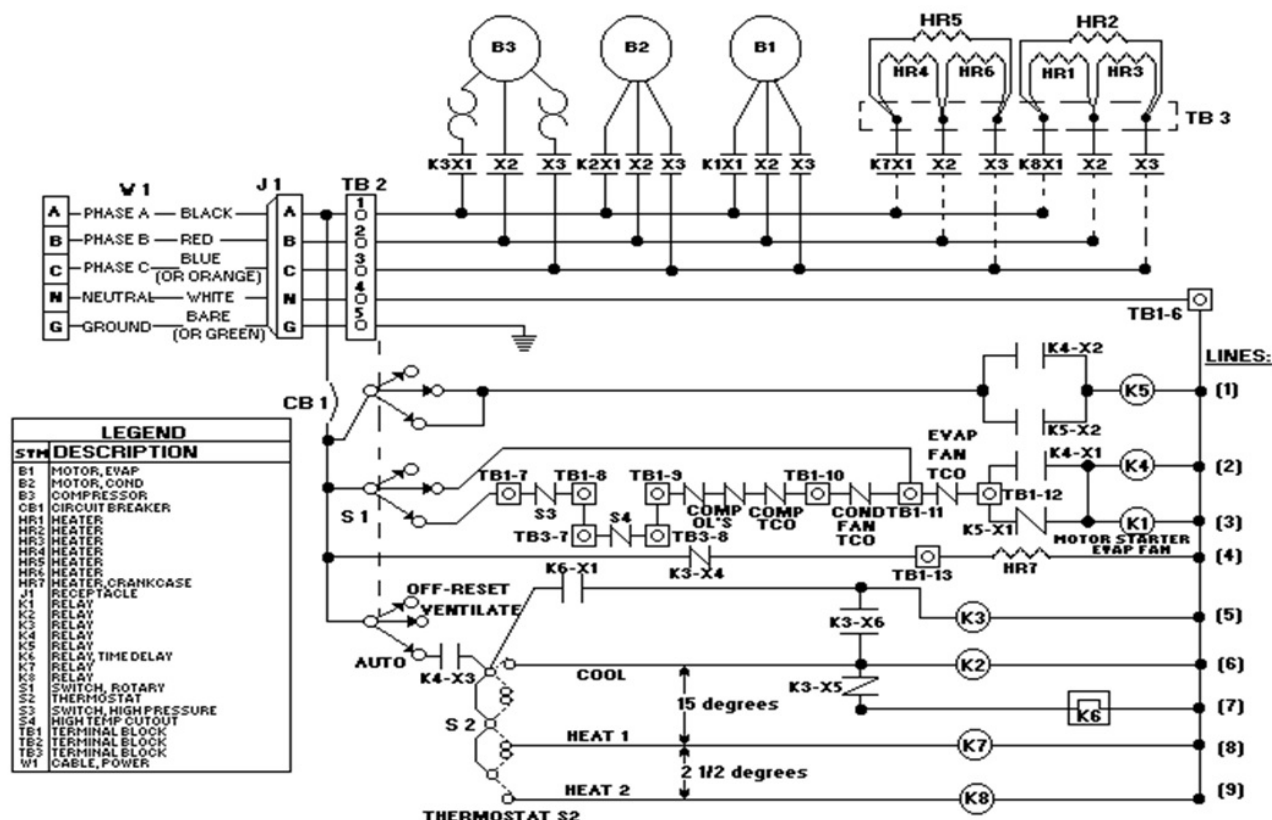 HR5 HR2
B3 B2 B1
HR4 HR6 HR1 HR3
TB 3
K3X1 X2 X3 K2X1 X2 X3 K1X1 X2 X3 K7X1 X2 X3 K8X1 X2 X3
W 1 J 1 TB 2
A PHASE A BLACK A 1
B PHASE B RED B 2
C PHASE C BLUE (OR ORANGE) C 3
N NEUTRAL WHITE N 4
G GROUND BARE (OR GREEN) G 5
TB1-6
LINES:
K4-X2
CB 1 K5 (1)
K5-X2
EVAP FAN TCO
K4-X1
K4 (2)
TB1-7 TB1-8 TB1-9 TB1-10 TB1-11 TB1-12
S 1 S3 S4 COMP OL'S COMP TCO COND FAN TCO
TB3-7 TB3-8
K5-X1 K1 (3)
MOTOR STARTER EVAP FAN
K3-X4 TB1-13 HR7 (4)
K6-X1
OFF-RESET
VENTILATE
AUTO
K3-X6 K3 (5)
K4-X3 COOL K2 (6)
K3-X5
15 degrees K6 (7)
S 2
HEAT 1 K7 (8)
2 1/2 degrees
HEAT 2 K8 (9)
THERMOSTAT S2
LEGEND
SYM DESCRIPTION
B1 MOTOR, EVAP
B2 MOTOR, COND
B3 COMPRESSOR
CB1 CIRCUIT BREAKER
HR1 HEATER
HR2 HEATER
HR3 HEATER
HR4 HEATER
HR5 HEATER
HR6 HEATER
HR7 HEATER, CRANKCASE
J1 RECEPTACLE
K1 RELAY
K2 RELAY
K3 RELAY
K4 RELAY
K5 RELAY
K6 RELAY, TIME DELAY
K7 RELAY
K8 RELAY
S1 SWITCH, ROTARY
S2 THERMOSTAT
S3 SWITCH, HIGH PRESSURE
S4 HIGH TEMP CUTOUT
TB1 TERMINAL BLOCK
TB2 TERMINAL BLOCK
TB3 TERMINAL BLOCK
W1 CABLE, POWER